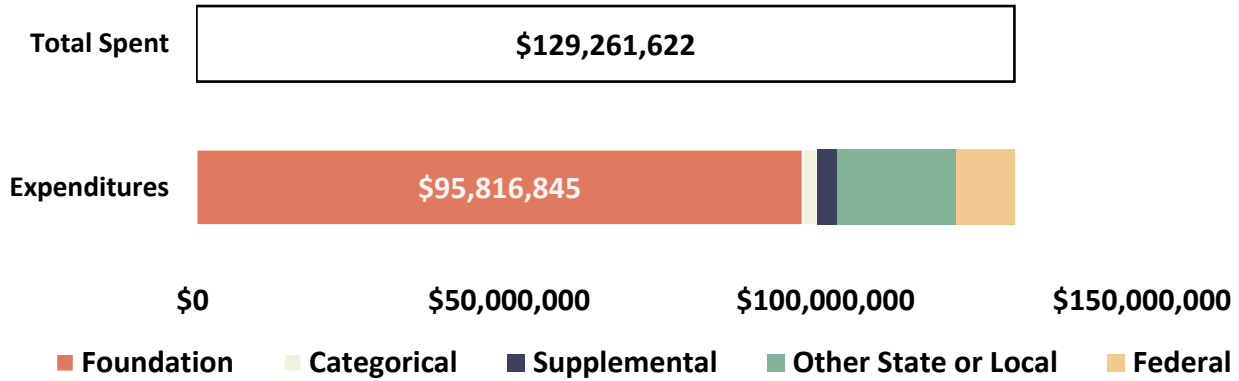 Total Spent
$129,261,622
Expenditures
$95,816,845
$0 $50,000,000 $100,000,000 $150,000,000
Foundation Categorical Supplemental Other State or Local Federal